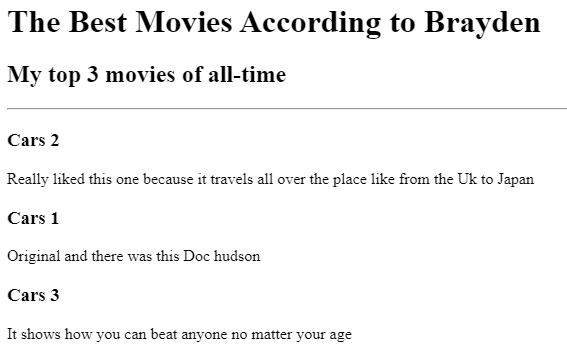 The Best Movies According to Brayden
My top 3 movies of all-time
Cars 2
Really liked this one because it travels all over the place like from the Uk to Japan
Cars 1
Original and there was this Doc hudson
Cars 3
It shows how you can beat anyone no matter your age